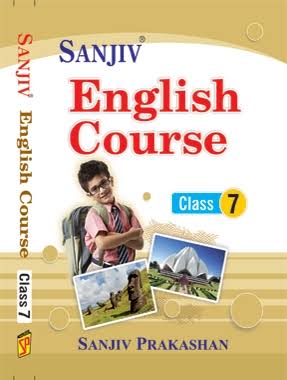 SANJIV®
English
Course
Class 7
SANJIV PRAKASHAN
SANJIV® English Course Class 7
SP